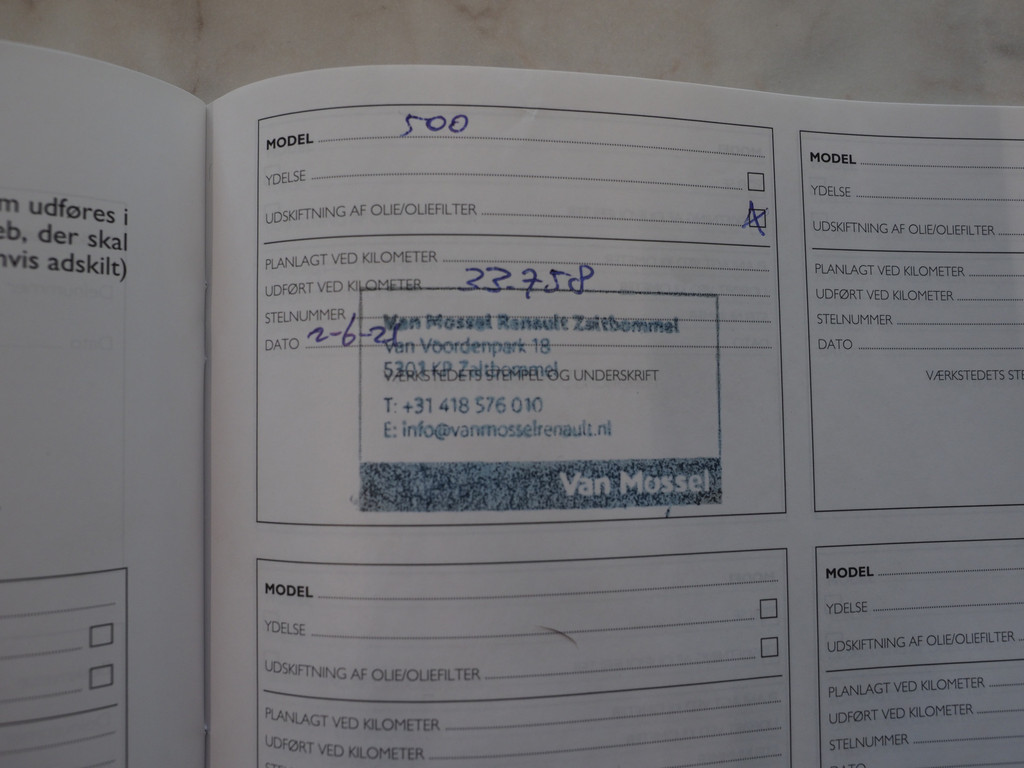 m udføres i
eb, der skal
nvis adskilt)
MODEL 500
YDELSE
UDSKIFTNING AF OLIE/OLIEFILTER
PLANLAGT VED KILOMETER
UDFØRT VED KILOMETER 33.758
STELNUMMER
DATO 2-6-21
VÆRKSTEDETS STEMPEL OG UNDERSKRIFT
Van Mossel Renault Zaltbommel
Van Voordenpark 18
5301 KP Zaltbommel
T: +31 418 576 010
E: info@vanmosselrenault.nl
Van Mossel
MODEL
YDELSE
UDSKIFTNING AF OLIE/OLIEFILTER
PLANLAGT VED KILOMETER
UDFØRT VED KILOMETER
STELNUMMER
DATO
VÆRKSTEDETS STE
MODEL
YDELSE
UDSKIFTNING AF OLIE/OLIEFILTER
PLANLAGT VED KILOMETER
UDFØRT VED KILOMETER
MODEL
YDELSE
UDSKIFTNING AF OLIE/OLIEFILTER
PLANLAGT VED KILOMETER
UDFØRT VED KILOMETER
STELNUMMER
DATO